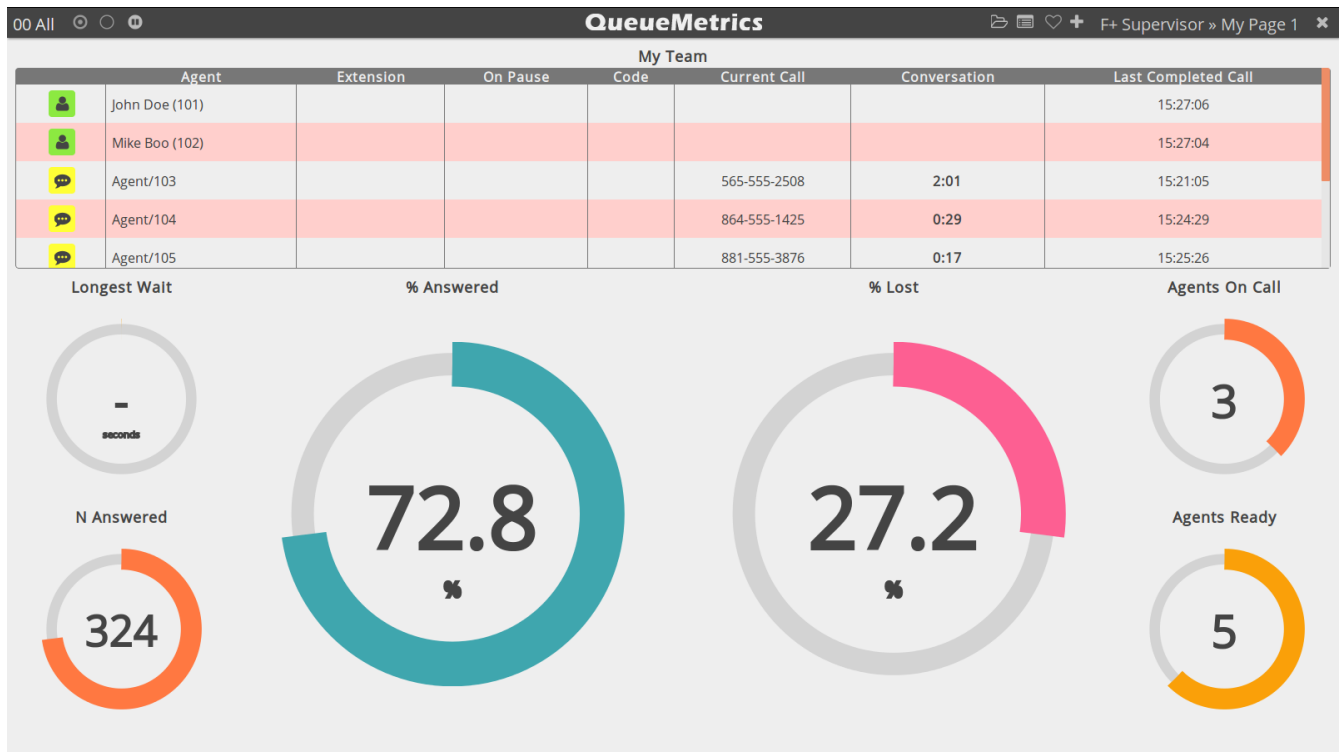 00 All QueueMetrics F+ Supervisor » My Page 1
My Team
Agent Extension On Pause Code Current Call Conversation Last Completed Call
John Doe (101) 15:27:06
Mike Boo (102) 15:27:04
Agent/103 565-555-2508 2:01 15:21:05
Agent/104 864-555-1425 0:29 15:24:29
Agent/105 881-555-3876 0:17 15:25:26
Longest Wait % Answered % Lost Agents On Call
-
seconds
72.8
%
27.2
%
3
N Answered
324
Agents Ready
5